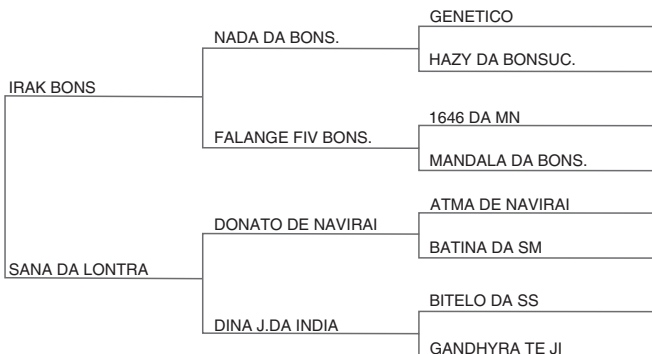 GENETICO
NADA DA BONS.
HAZY DA BONSUC.
IRAK BONS
1646 DA MN
FALANGE FIV BONS.
MANDALA DA BONS.
ATMA DE NAVIRAI
DONATO DE NAVIRAI
BATINA DA SM
SANA DA LONTRA
BITELO DA SS
DINA J.DA INDIA
GANDHYRA TE JI